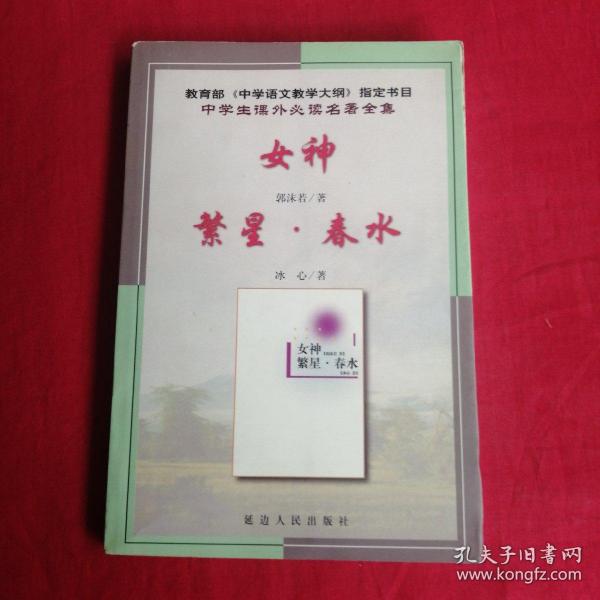 教育部《中学语文教学大纲》指定书目
中学生课外必读名著全集
女神
郭沫若/著
繁星·春水
冰 心/著
女神
繁星·春水
延边人民出版社
孔夫子旧书网
www.kongfz.com